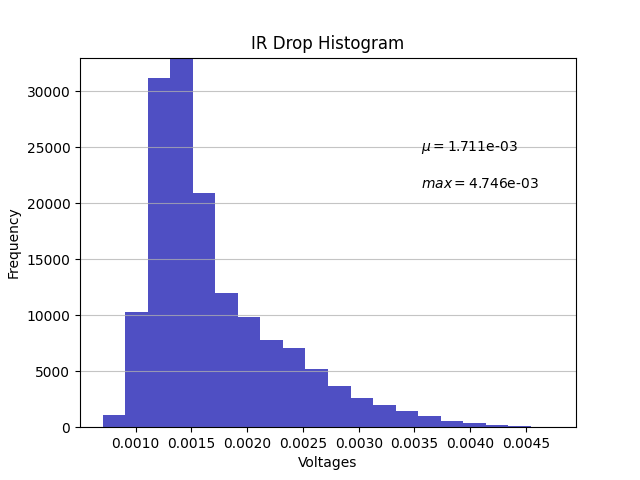 IR Drop Histogram
30000
25000
20000
15000
10000
5000
0
Frequency
μ = 1.711e-03
max = 4.746e-03
0.0010 0.0015 0.0020 0.0025 0.0030 0.0035 0.0040 0.0045
Voltages